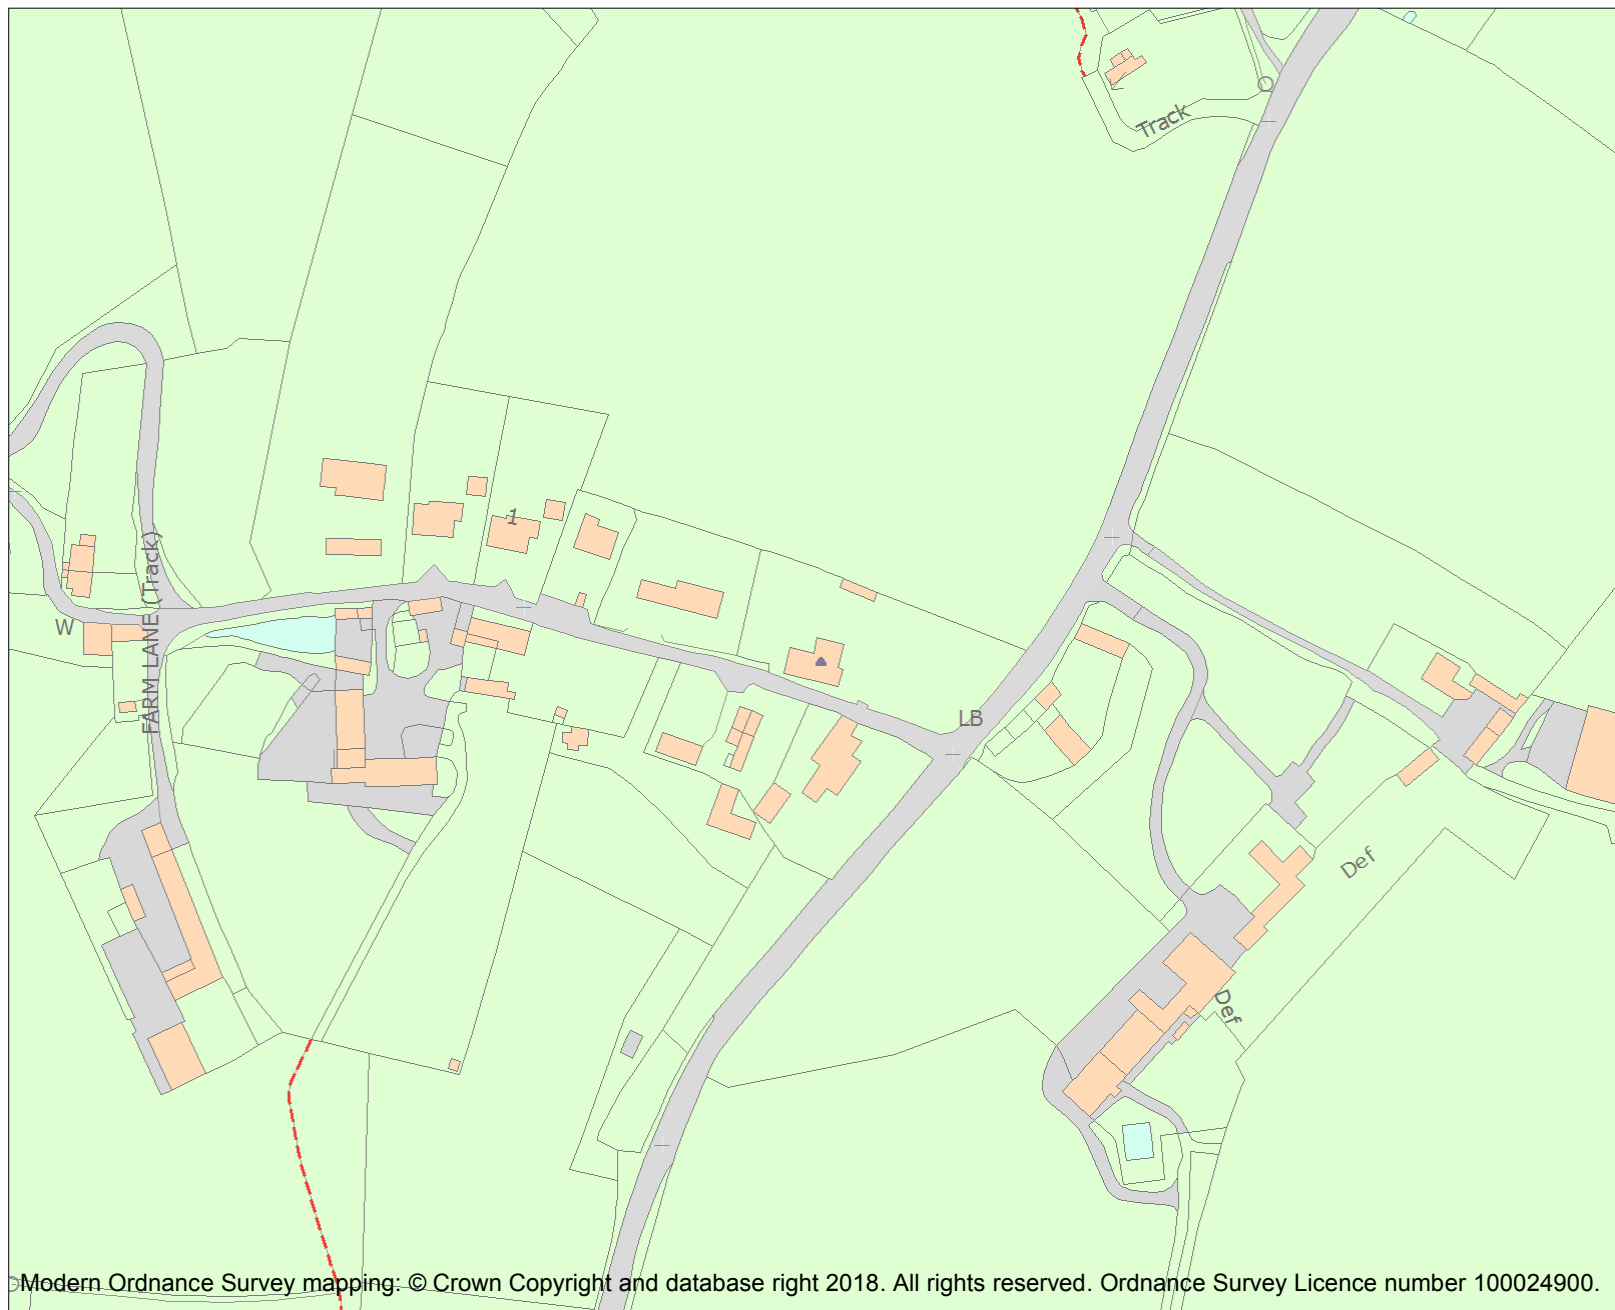 Track
1
FARM LANE (Track)
W
LB
Def
Def
Modern Ordnance Survey mapping: © Crown Copyright and database right 2018. All rights reserved. Ordnance Survey Licence number 100024900.